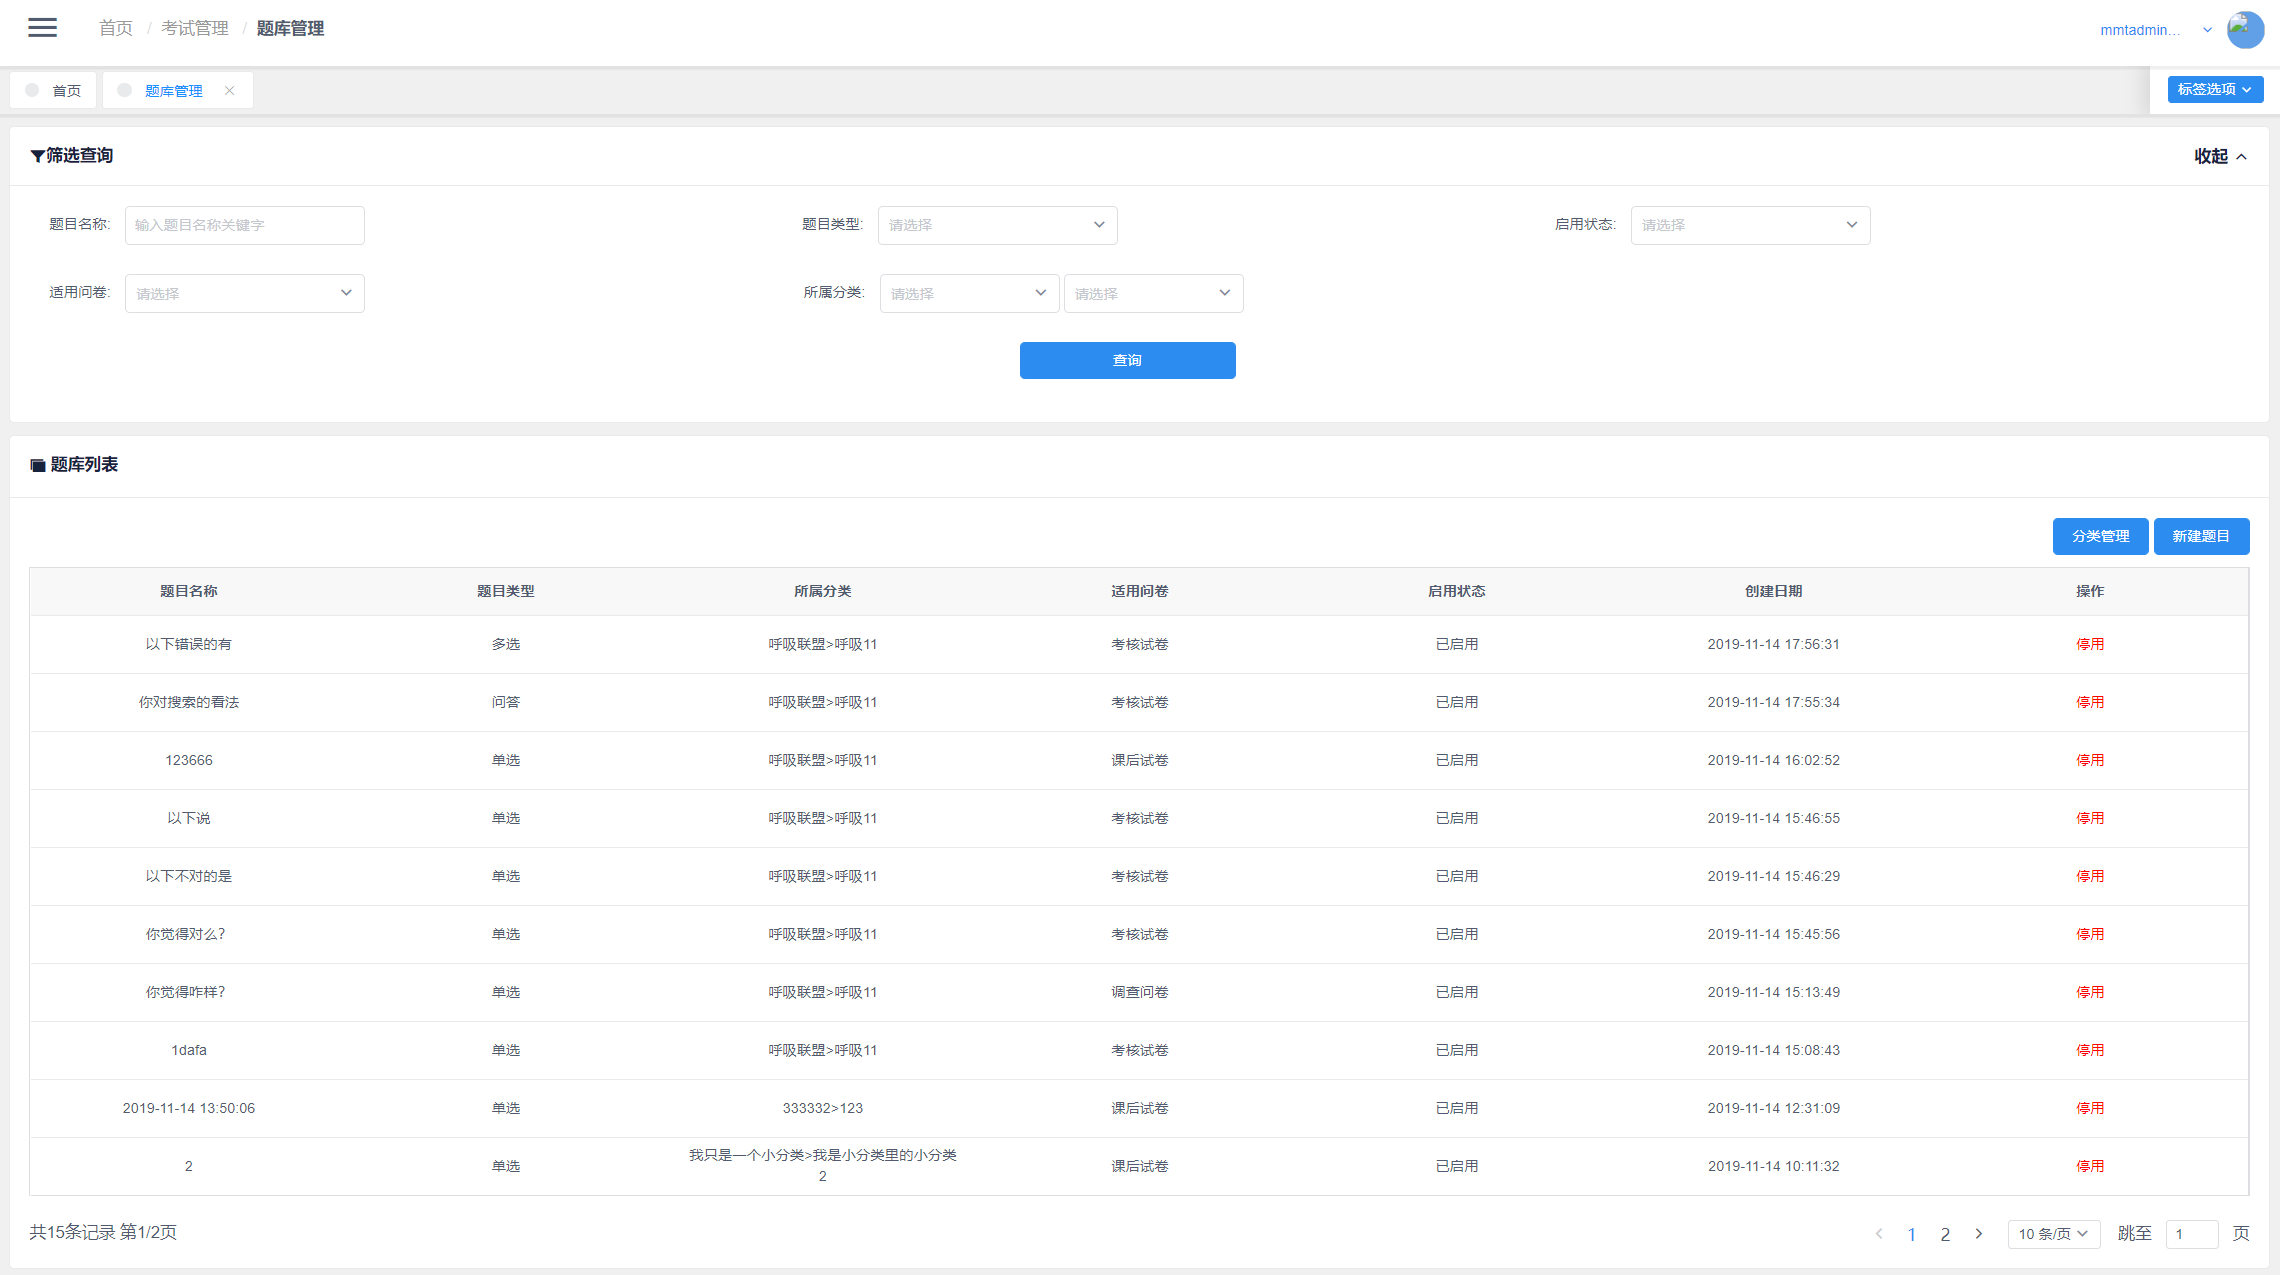 首页 / 考试管理 / 题库管理
mmtadmin...
首页 题库管理
标签选项
筛选查询
收起
题目名称: 输入题目名称关键字 题目类型: 请选择 启用状态: 请选择
适用问卷: 请选择 所属分类: 请选择 请选择
查询
题库列表
分类管理 新建题目
题目名称 题目类型 所属分类 适用问卷 启用状态 创建日期 操作
以下错误的有 多选 呼吸联盟>呼吸11 考核试卷 已启用 2019-11-14 17:56:31 停用
你对搜索的看法 问答 呼吸联盟>呼吸11 考核试卷 已启用 2019-11-14 17:55:34 停用
123666 单选 呼吸联盟>呼吸11 课后试卷 已启用 2019-11-14 16:02:52 停用
以下说 单选 呼吸联盟>呼吸11 考核试卷 已启用 2019-11-14 15:46:55 停用
以下不对的是 单选 呼吸联盟>呼吸11 考核试卷 已启用 2019-11-14 15:46:29 停用
你觉得对么？ 单选 呼吸联盟>呼吸11 考核试卷 已启用 2019-11-14 15:45:56 停用
你觉得咋样？ 单选 呼吸联盟>呼吸11 调查问卷 已启用 2019-11-14 15:13:49 停用
1dafa 单选 呼吸联盟>呼吸11 考核试卷 已启用 2019-11-14 15:08:43 停用
2019-11-14 13:50:06 单选 333332>123 课后试卷 已启用 2019-11-14 12:31:09 停用
2 单选 我只是一个小分类>我是小分类里的小分类 课后试卷 已启用 2019-11-14 10:11:32 停用
2
共15条记录 第1/2页
1 2 10 条/页 跳至 1 页